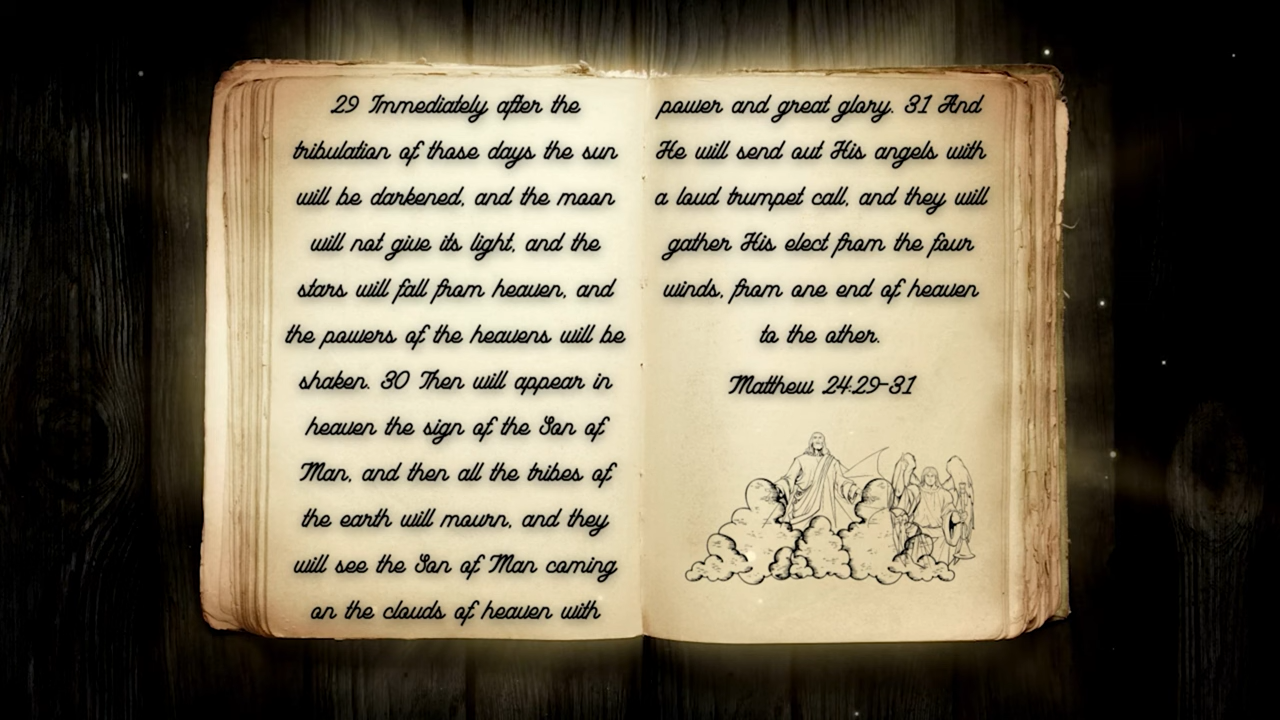 29 Immediately after the
tribulation of those days the sun
will be darkened, and the moon
will not give its light, and the
stars will fall from heaven, and
the powers of the heavens will be
shaken. 30 Then will appear in
heaven the sign of the Son of
Man, and then all the tribes of
the earth will mourn, and they
will see the Son of Man coming
on the clouds of heaven with
power and great glory. 31 And
He will send out His angels with
a loud trumpet call, and they will
gather His elect from the four
winds, from one end of heaven
to the other.
Matthew 24:29-31